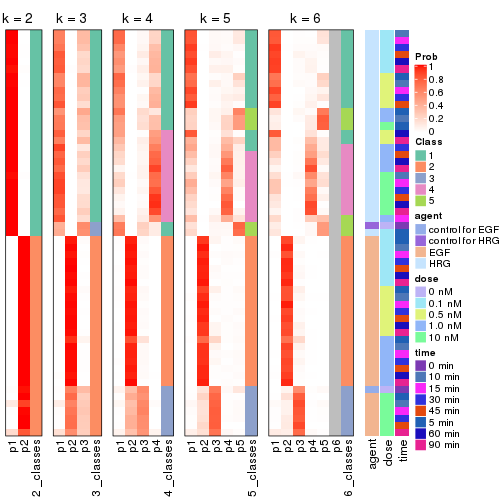 k = 2 k = 3 k = 4 k = 5 k = 6
Prob
1
0.8
0.6
0.4
0.2
0
Class
1
2
3
4
5
agent
control for EGF
control for HRG
EGF
HRG
dose
0 nM
0.1 nM
0.5 nM
1.0 nM
10 nM
time
0 min
10 min
15 min
30 min
45 min
5 min
60 min
90 min
p1
p2
2_classes
p1
p2
p3
3_classes
p1
p2
p3
p4
4_classes
p1
p2
p3
p4
p5
5_classes
p1
p2
p3
p4
p5
p6
6_classes
agent
dose
time